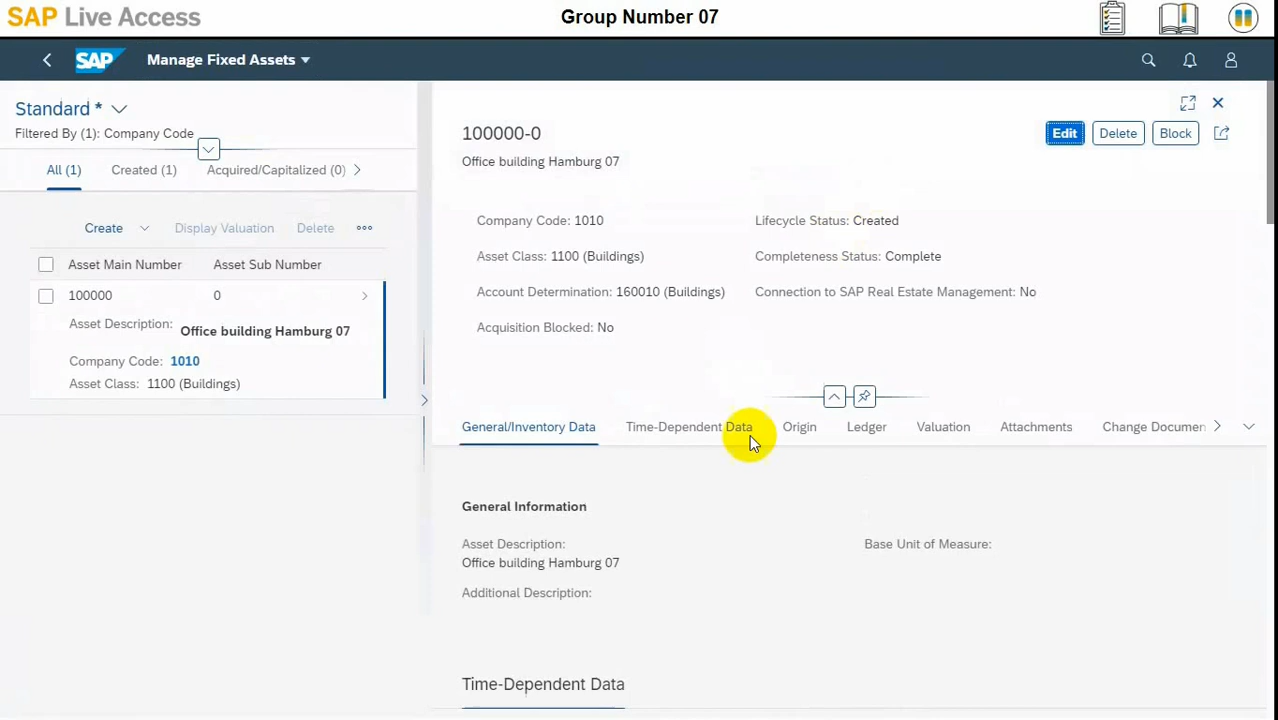 SAP Live Access
Group Number 07
SAP
Manage Fixed Assets
Standard *
Filtered By (1): Company Code
All (1)
Created (1)
Acquired/Capitalized (0)
Create
Display Valuation
Delete
Asset Main Number
Asset Sub Number
100000
0
Asset Description: Office building Hamburg 07
Company Code: 1010
Asset Class: 1100 (Buildings)
100000-0
Edit
Delete
Block
Office building Hamburg 07
Company Code: 1010
Lifecycle Status: Created
Asset Class: 1100 (Buildings)
Completeness Status: Complete
Account Determination: 160010 (Buildings)
Connection to SAP Real Estate Management: No
Acquisition Blocked: No
General/Inventory Data
Time-Dependent Data
Origin
Ledger
Valuation
Attachments
Change Documen
General Information
Asset Description:
Base Unit of Measure:
Office building Hamburg 07
Additional Description:
Time-Dependent Data